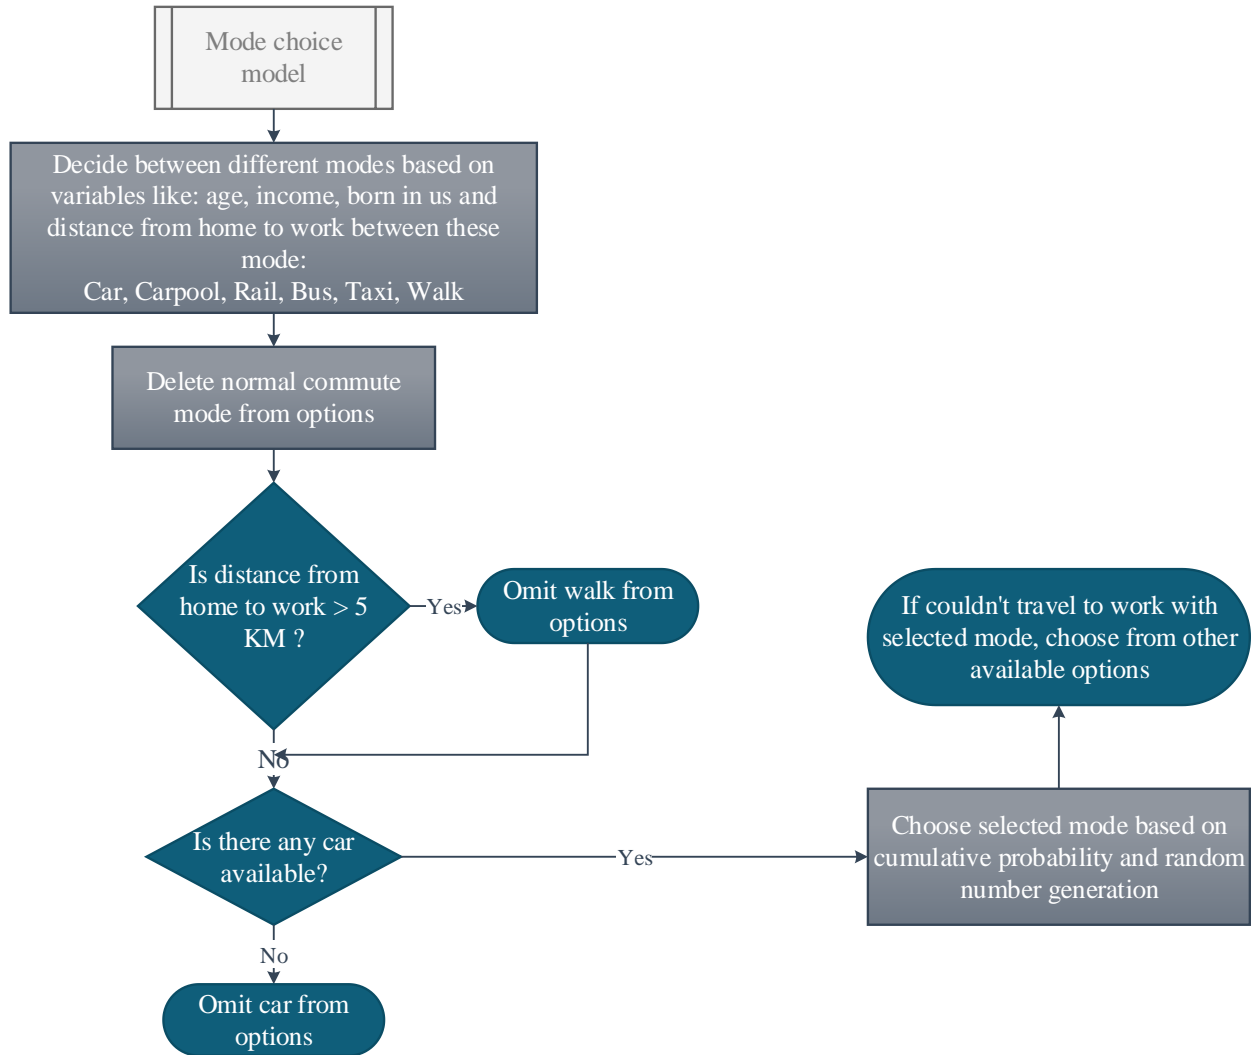 Mode choice
model
Decide between different modes based on
variables like: age, income, born in us and
distance from home to work between these
mode:
Car, Carpool, Rail, Bus, Taxi, Walk
Delete normal commute
mode from options
Is distance from
home to work > 5
KM ?
Yes
Omit walk from
options
No
Is there any car
available?
Yes
Choose selected mode based on
cumulative probability and random
number generation
If couldn't travel to work with
selected mode, choose from other
available options
No
Omit car from
options